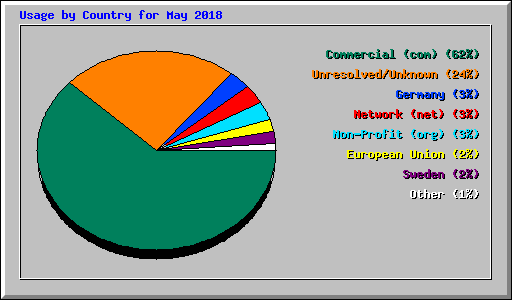 Usage by Country for May 2018
Commercial (com) (62%)
Unresolved/Unknown (24%)
Germany (3%)
Network (net) (3%)
Non-Profit (org) (3%)
European Union (2%)
Sweden (2%)
Other (1%)